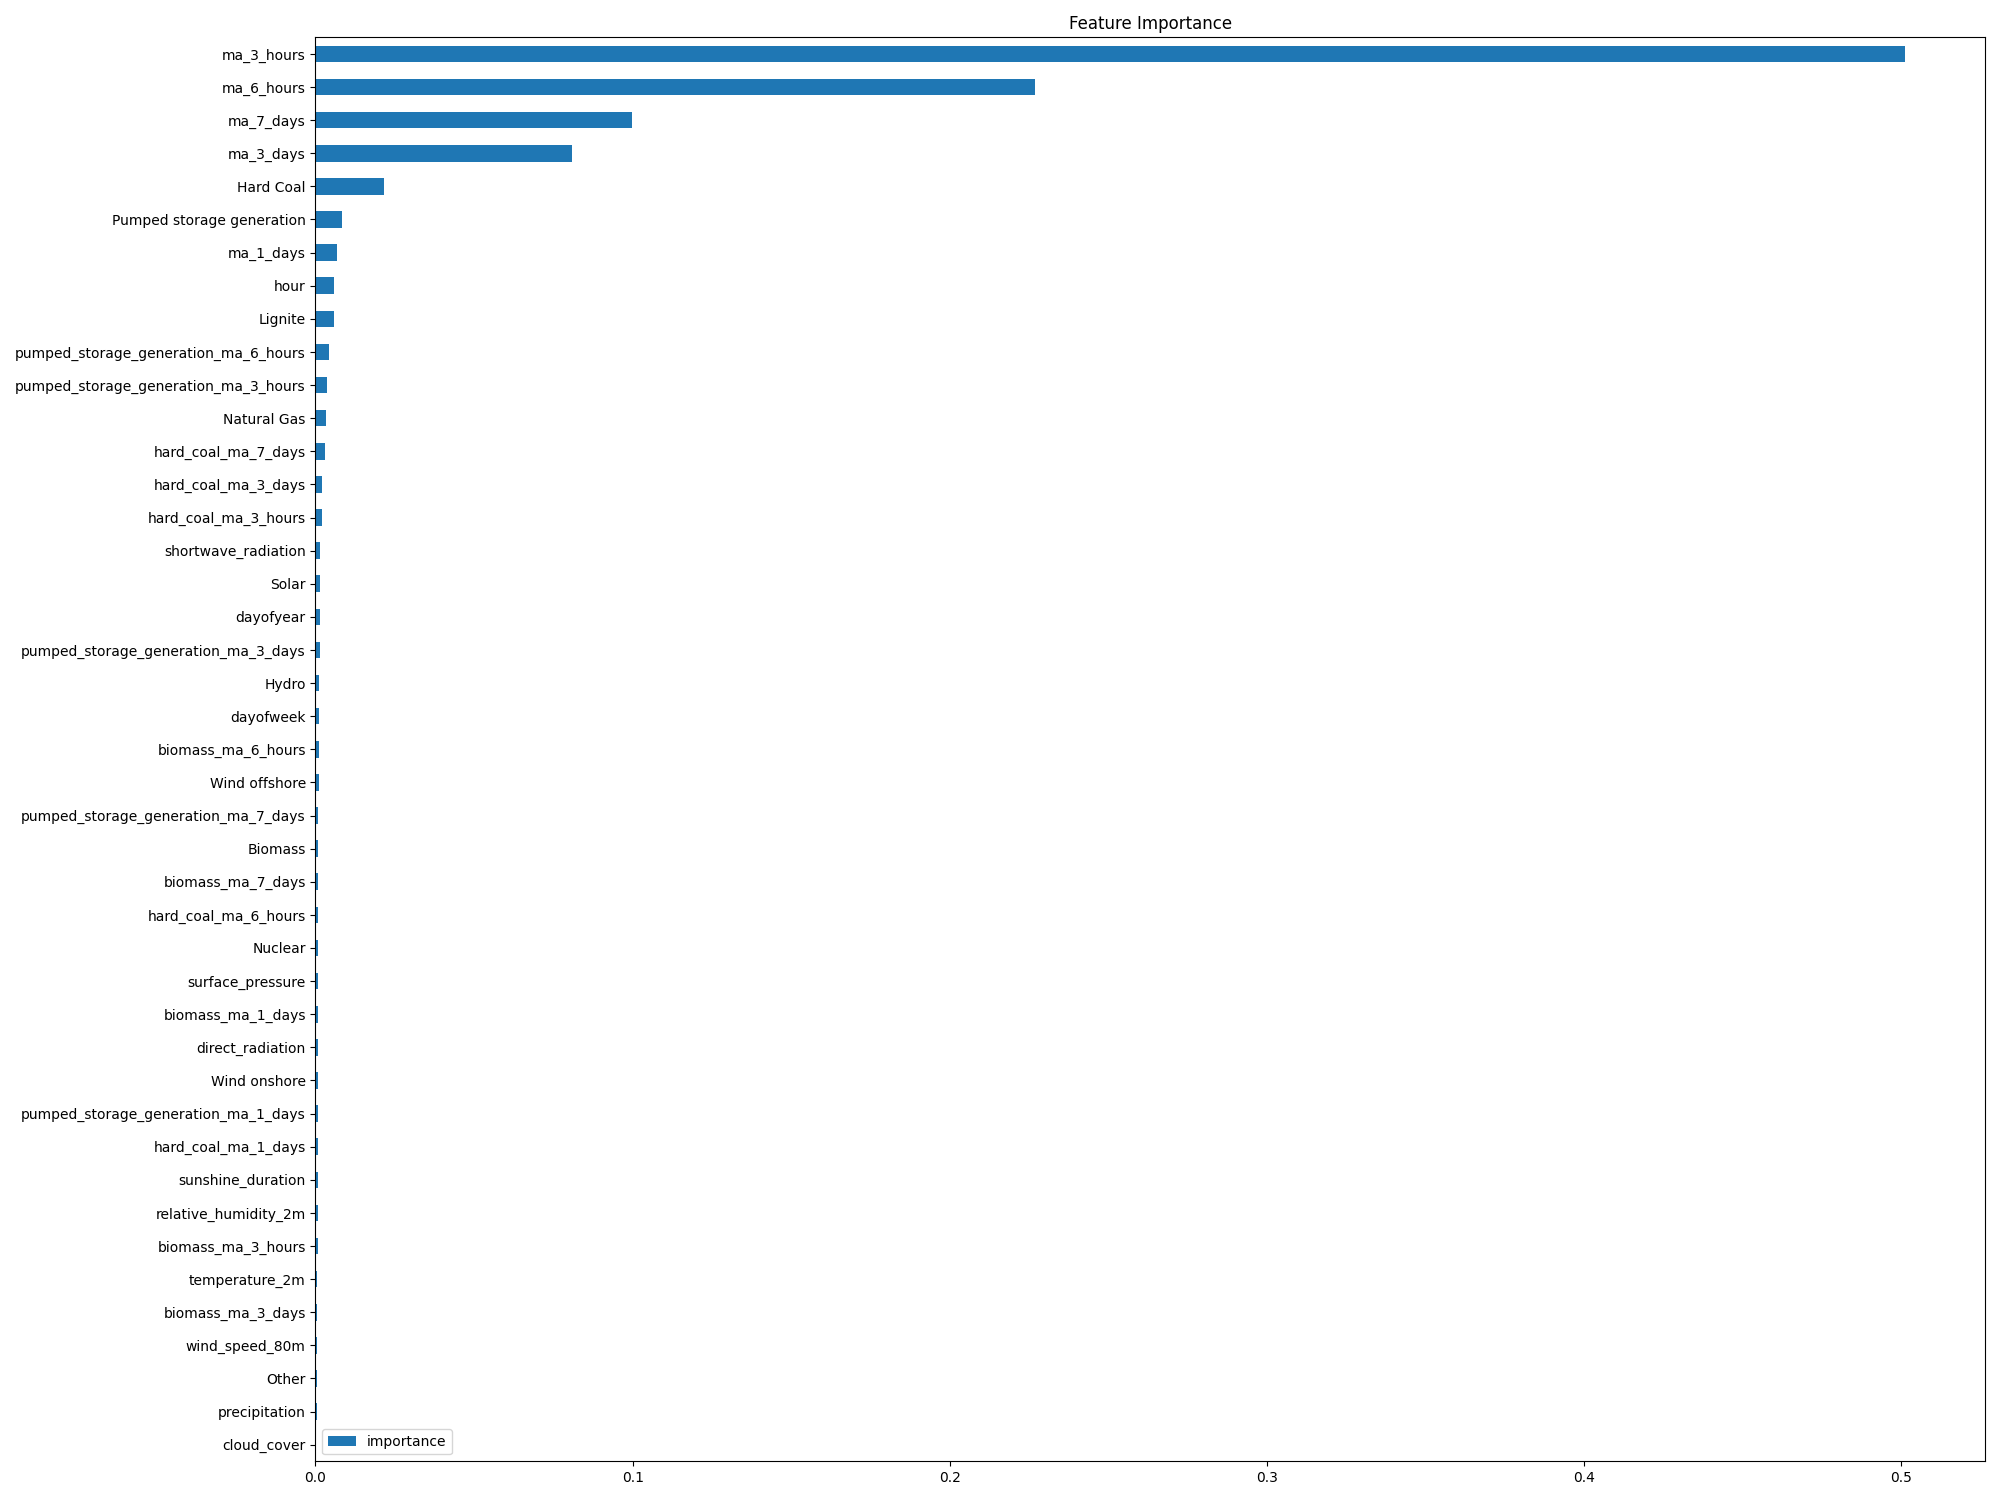 Feature Importance
ma_3_hours
ma_6_hours
ma_7_days
ma_3_days
Hard Coal
Pumped storage generation
ma_1_days
hour
Lignite
pumped_storage_generation_ma_6_hours
pumped_storage_generation_ma_3_hours
Natural Gas
hard_coal_ma_7_days
hard_coal_ma_3_days
hard_coal_ma_3_hours
shortwave_radiation
Solar
dayofyear
pumped_storage_generation_ma_3_days
Hydro
dayofweek
biomass_ma_6_hours
Wind offshore
pumped_storage_generation_ma_7_days
Biomass
biomass_ma_7_days
hard_coal_ma_6_hours
Nuclear
surface_pressure
biomass_ma_1_days
direct_radiation
Wind onshore
pumped_storage_generation_ma_1_days
hard_coal_ma_1_days
sunshine_duration
relative_humidity_2m
biomass_ma_3_hours
temperature_2m
biomass_ma_3_days
wind_speed_80m
Other
precipitation
cloud_cover
importance
0.0 0.1 0.2 0.3 0.4 0.5